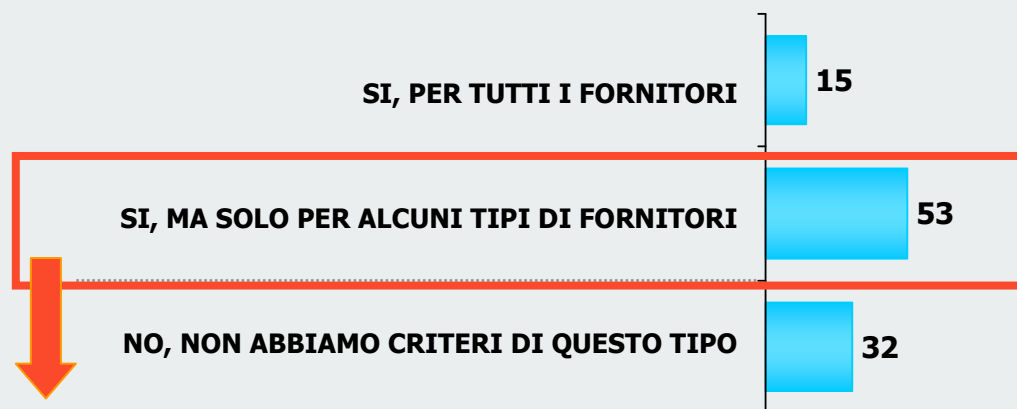 SI, PER TUTTI I FORNITORI 15
SI, MA SOLO PER ALCUNI TIPI DI FORNITORI 53
NO, NON ABBIAMO CRITERI DI QUESTO TIPO 32